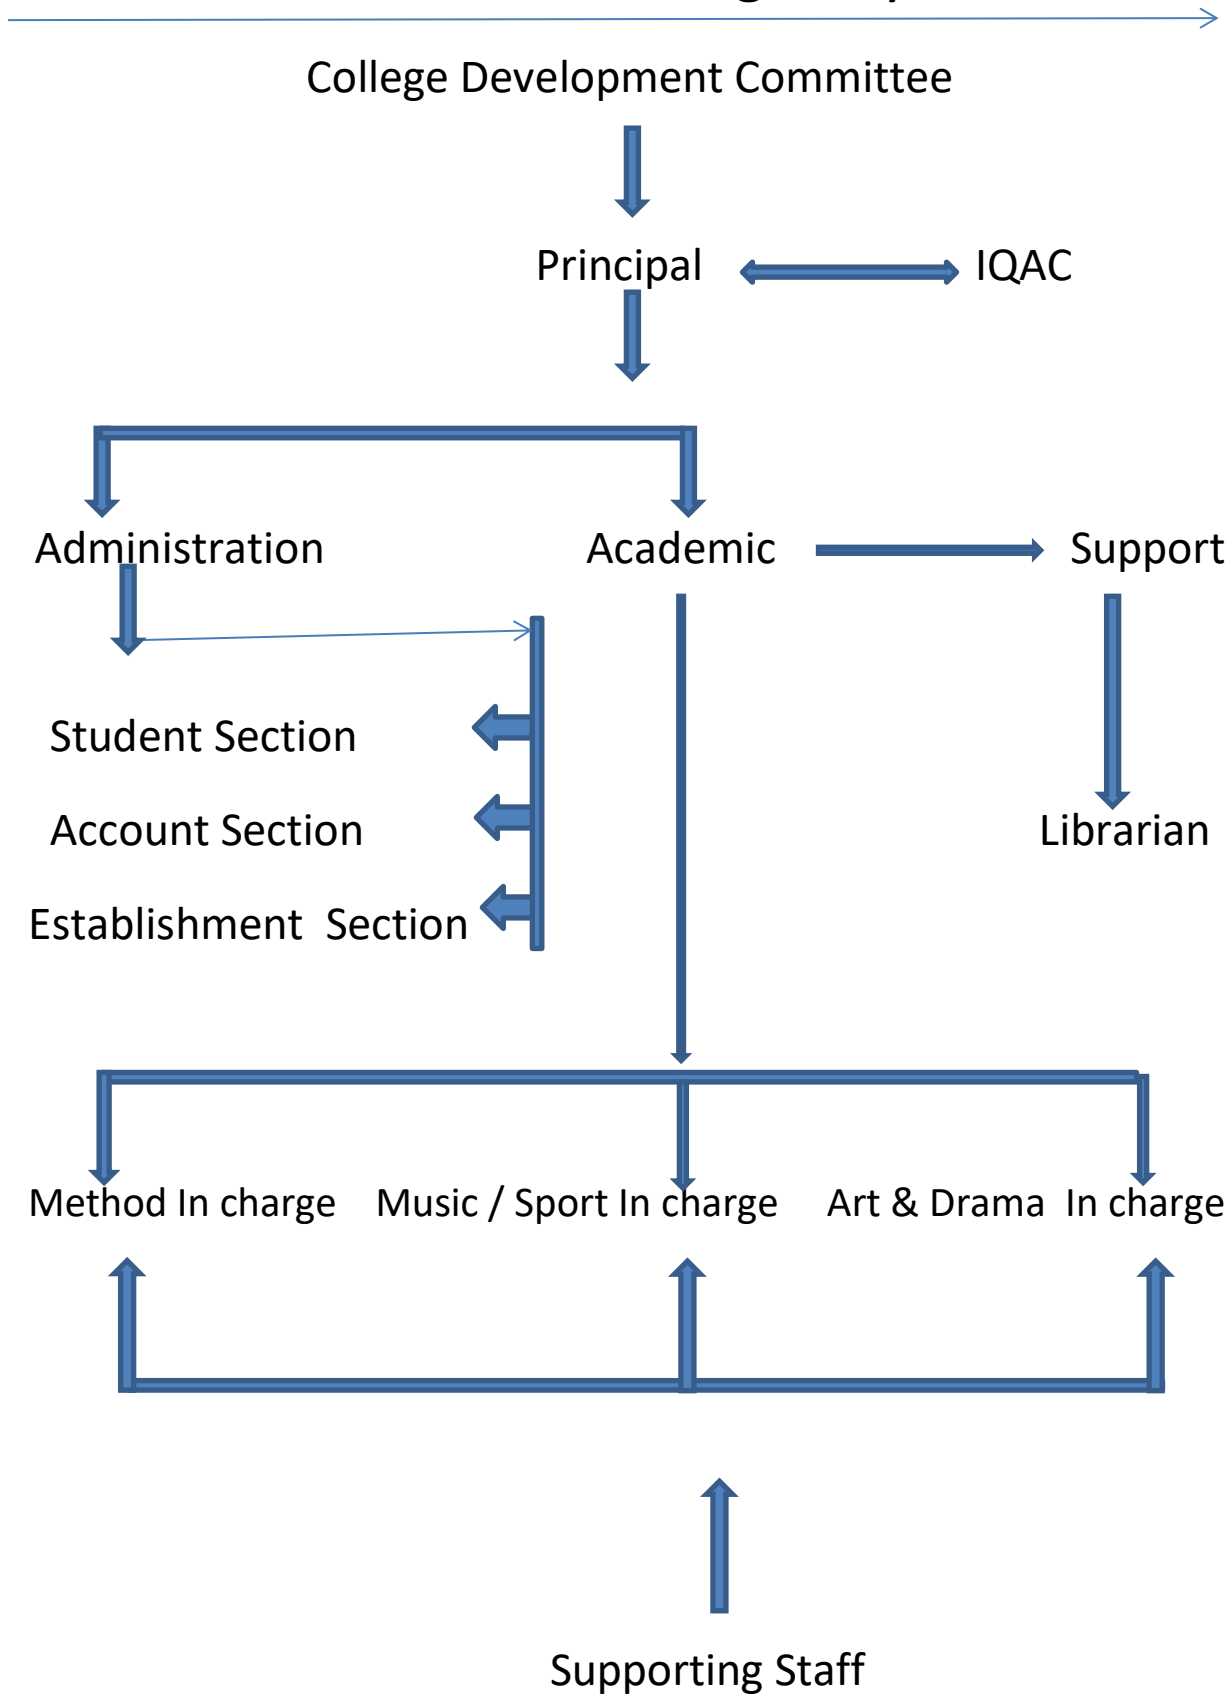 College Development Committee
Principal IQAC
Administration Academic Support
Student Section
Account Section Librarian
Establishment  Section
Method In charge Music / Sport In charge Art & Drama  In charge
Supporting Staff